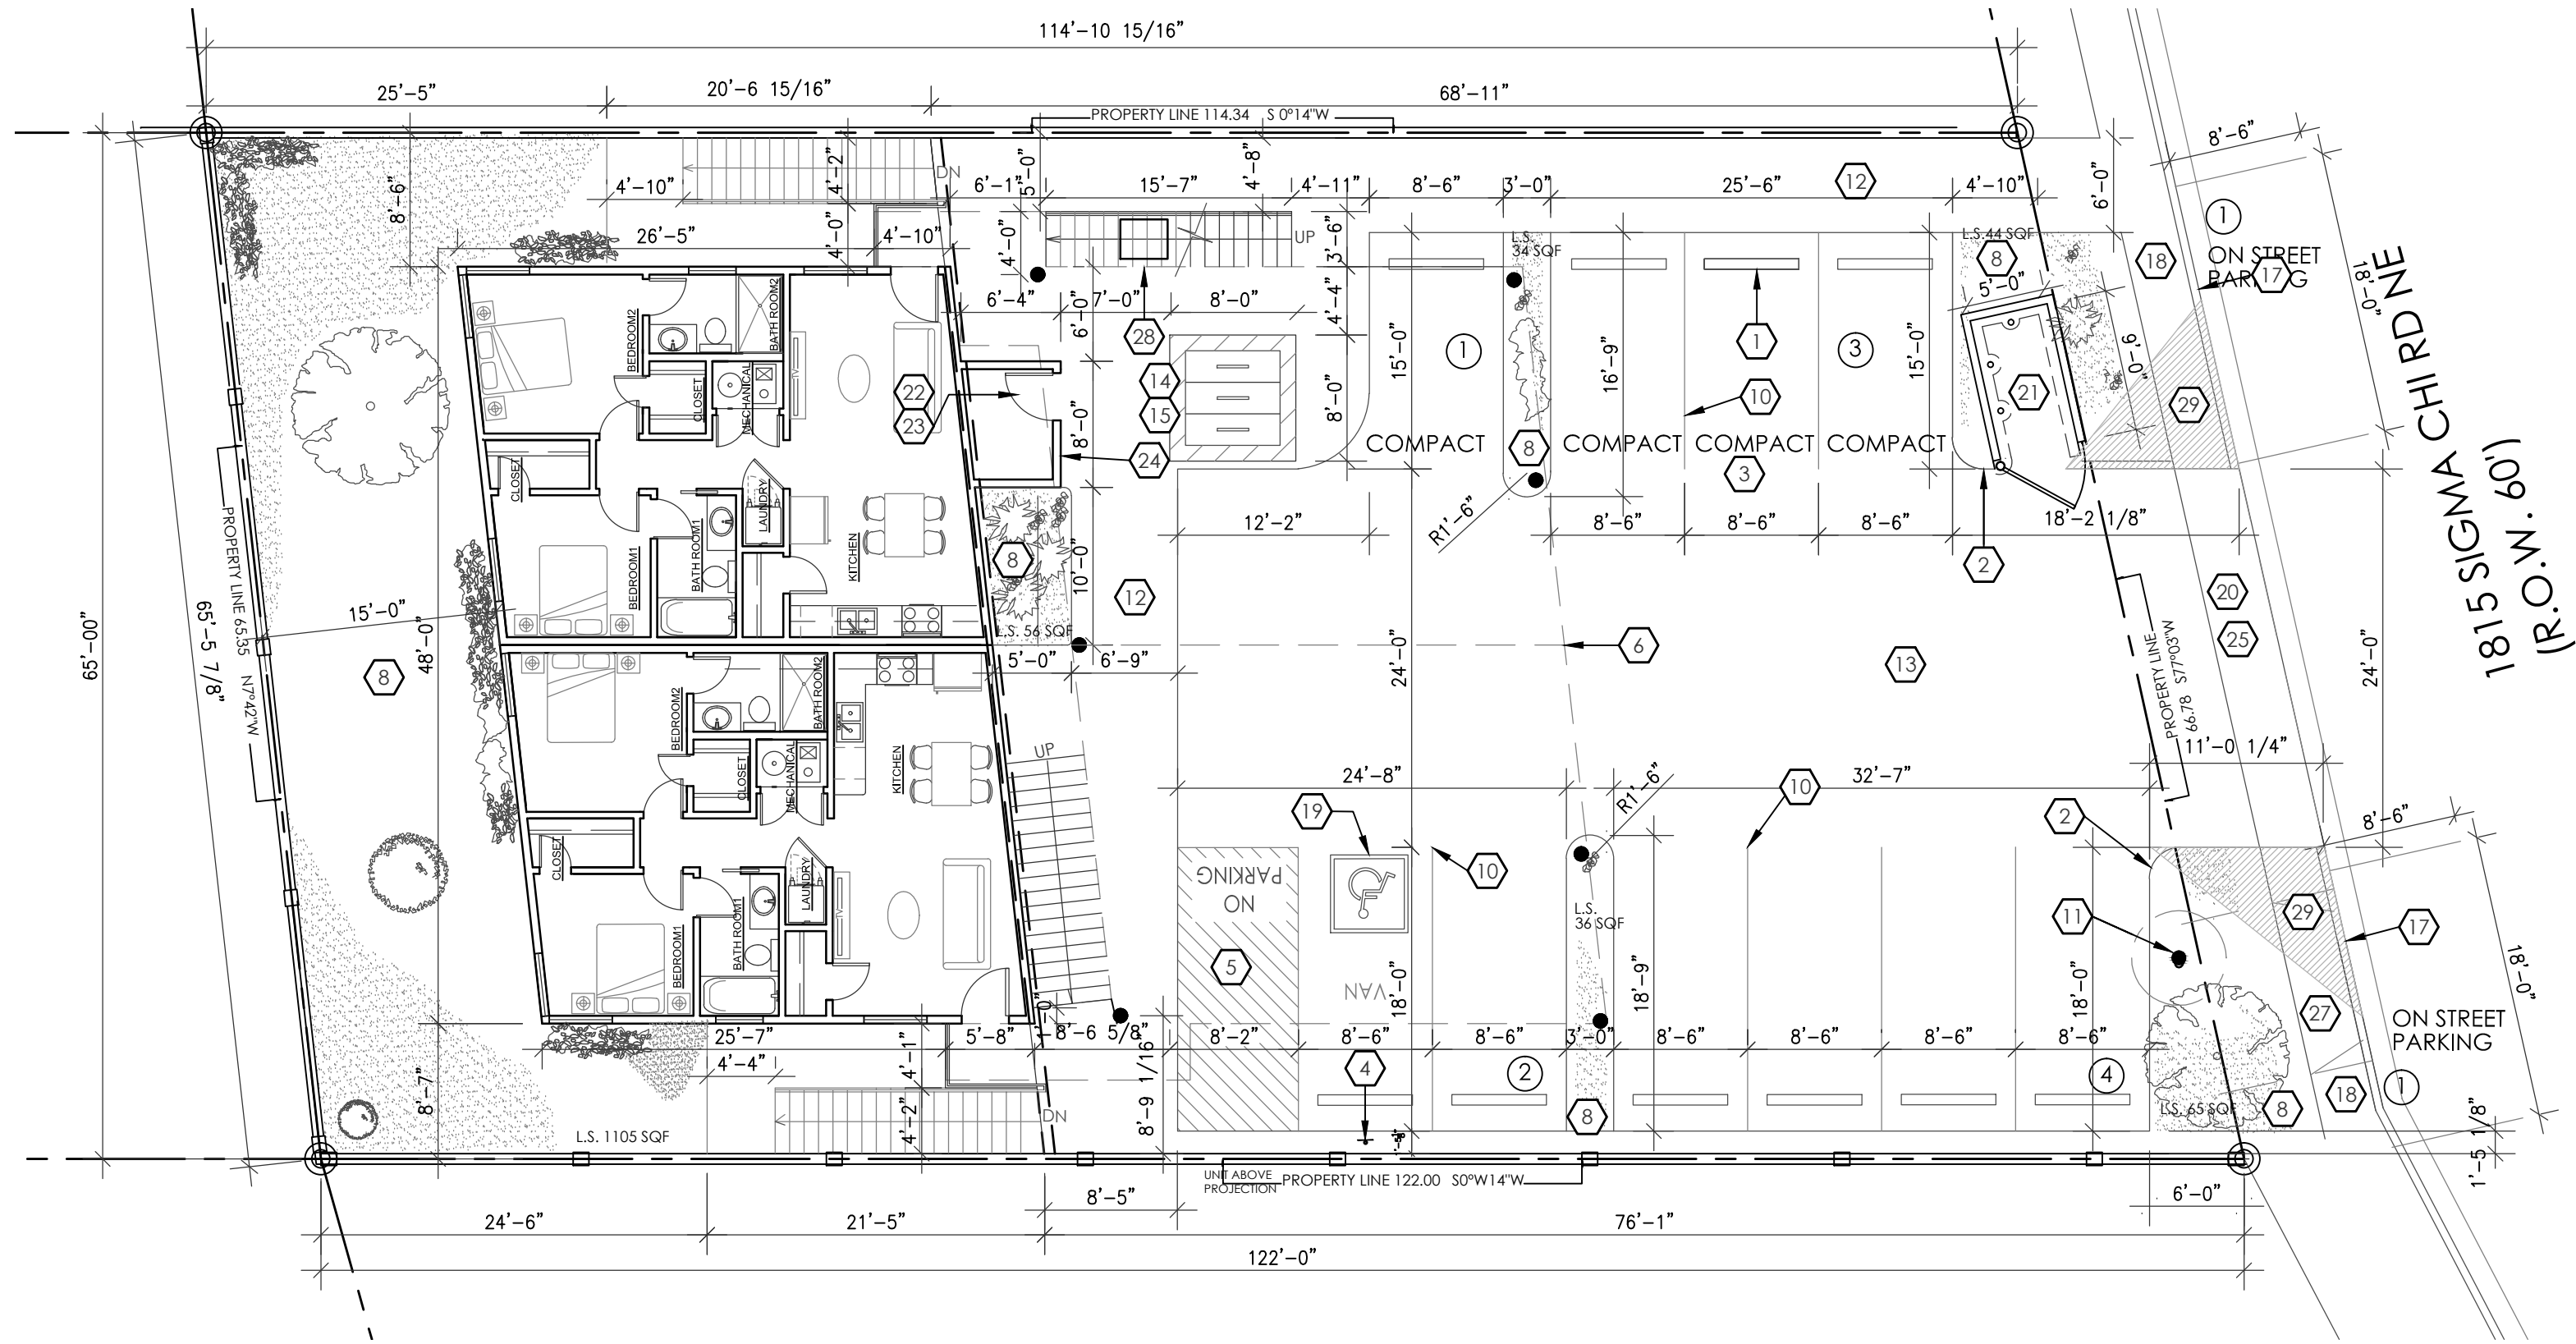 114'-10 15/16"
25'-5"
20'-6 15/16"
68'-11"
PROPERTY LINE 114.34 S 0º14"W
8'-6"
8'-6"
4'-10"
4'-2"
DN
6'-1"
5'-0"
15'-7"
4'-8"
4'-11"
8'-6"
3'-0"
25'-6"
12
4'-10"
6'-0"
1
ON STREET
PARKING
17
18
18'-0"
26'-5"
4'-0"
4'-10"
4'-0"
UP
3'-6"
L.S.
34 SQF
L.S.44 SQF
8
5'-0"
6'-4"
7'-0"
8'-0"
6'-0"
4'-4"
28
14
15
8'-0"
15'-0"
1
16'-9"
1
10
3
15'-0"
21
29
BEDROOM2
BATH ROOM2
CLOSET
MECHANICAL
TV
22
23
8'-0"
24
COMPACT
8
COMPACT
COMPACT
COMPACT
3
R1'-6"
1815 SIGMA CHI RD NE
(R.O.W. 60')
CLOSET
LAUNDRY
BEDROOM1
BATH ROOM1
KITCHEN
8
10'-0"
12
L.S. 56 SQF
12'-2"
8'-6"
8'-6"
8'-6"
18'-2 1/8"
2
20
25
65'-00"
65'-5 7/8"
PROPERTY LINE 65.35 N7º42'W
15'-0"
48'-0"
8
5'-0"
6'-9"
24'-0"
6
13
PROPERTY LINE
66.78 S77º03"W
24'-0"
BEDROOM2
BATH ROOM2
CLOSET
MECHANICAL
KITCHEN
UP
24'-8"
R1'-6"
32'-7"
11'-0 1/4"
19
10
10
2
8'-6"
CLOSET
LAUNDRY
BEDROOM1
BATH ROOM1
TV
NO
PARKING
5
VAN
18'-0"
L.S.
36 SQF
18'-9"
11
18'-0"
29
17
18'-0"
27
ON STREET
PARKING
25'-7"
5'-8"
1'-0"
8'-6 5/8"
8'-2"
8'-6"
8'-6"
3'-0"
8'-6"
8'-6"
8'-6"
8'-6"
4'-4"
4'-1"
8'-7"
4'-2"
DN
8'-9 1/16"
4
2
8
4
L.S. 65 SQF
8
18
1
1'-5 1/8"
L.S. 1105 SQF
UNIT ABOVE
PROJECTION
PROPERTY LINE 122.00 S0ºW14"W
8'-5"
6'-0"
24'-6"
21'-5"
76'-1"
122'-0"